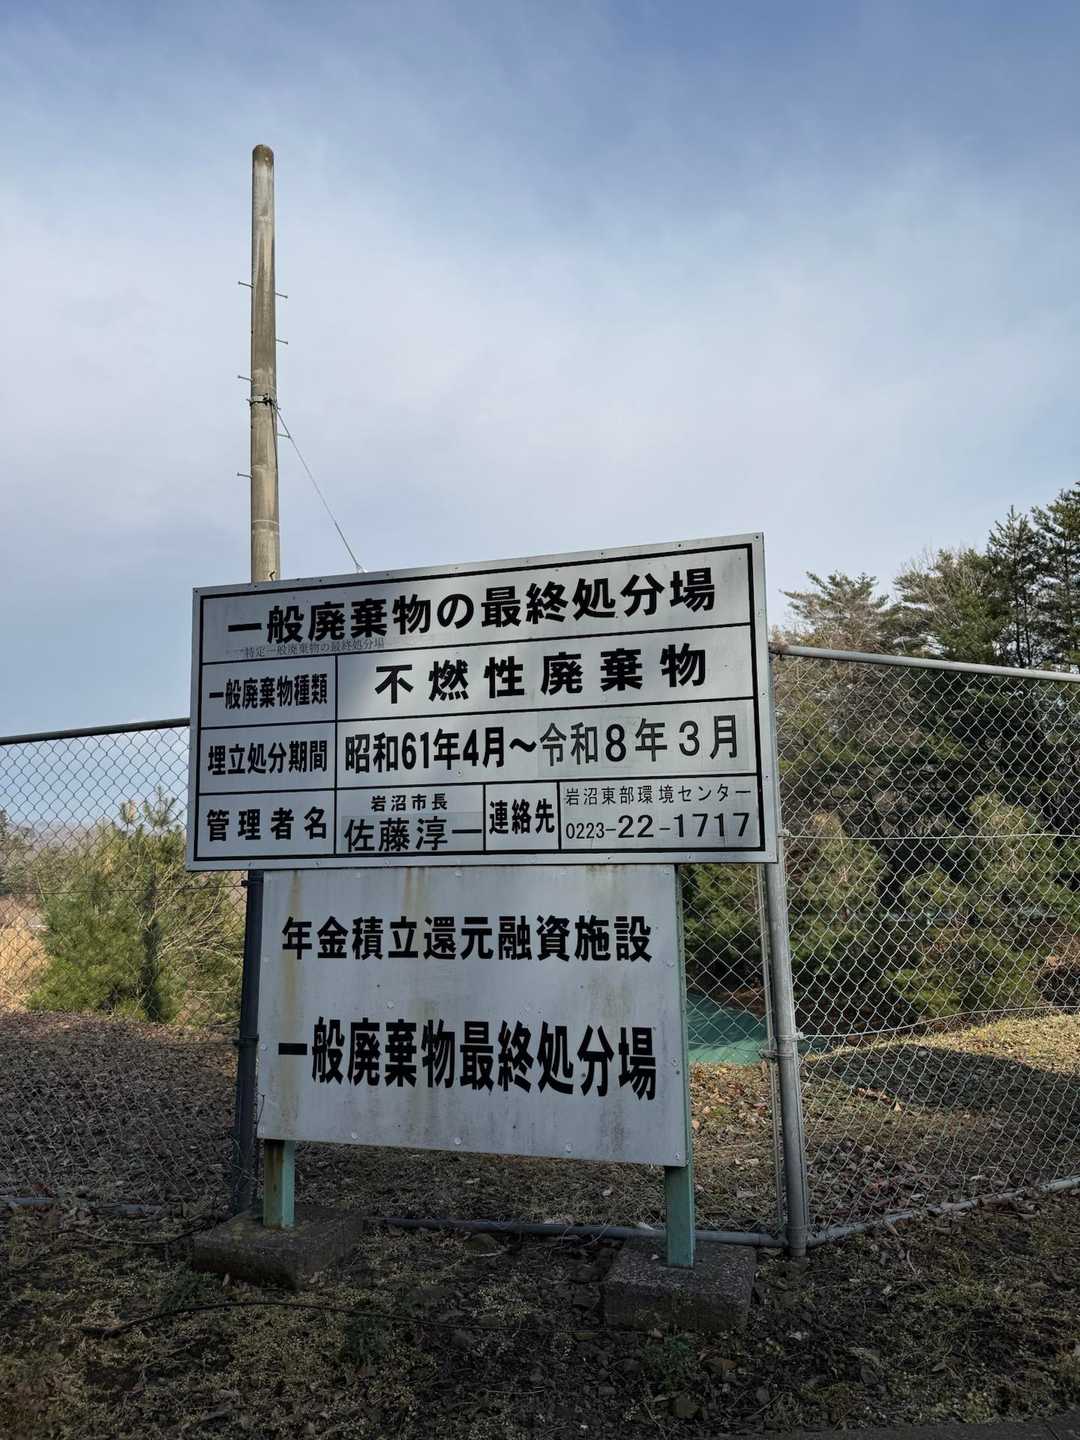 一般廃棄物の最終処分場
特定一般廃棄物の最終処分場
一般廃棄物種類 不燃性廃棄物
埋立処分期間 昭和61年4月～令和8年3月
管理者名 岩沼市長 佐藤淳一 連絡先 岩沼東部環境センター 0223-22-1717
年金積立還元融資施設
一般廃棄物最終処分場